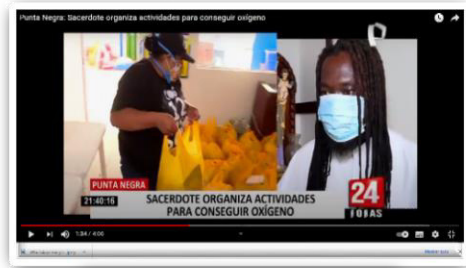 Punta Negra: Sacerdote organiza actividades para conseguir oxígeno
PUNTA NEGRA
21:40:16
SACERDOTE ORGANIZA ACTIVIDADES
PARA CONSEGUIR OXÍGENO
24
HORAS
1:34 / 4:06